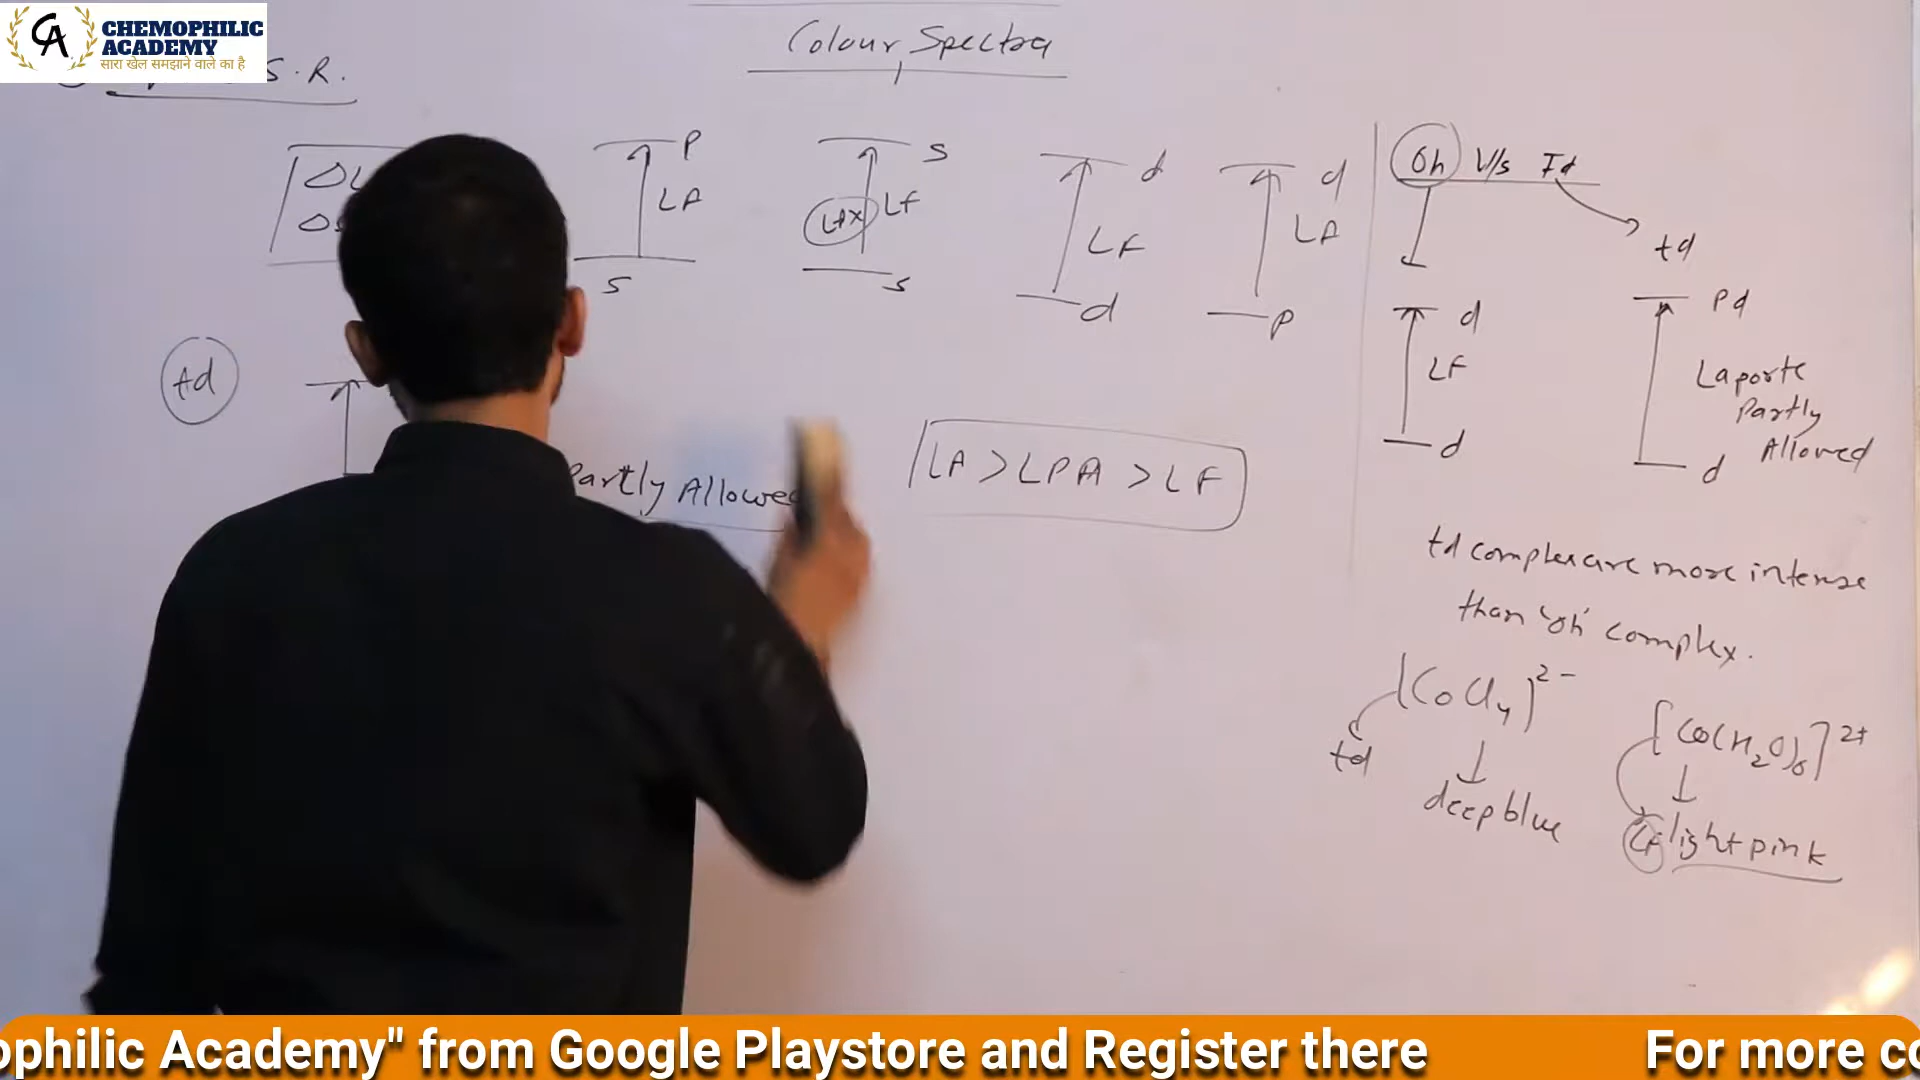 CHEMOPHILIC
ACADEMY
सारा खेल समझाने वाले का है
CA
S.R.
Colour Spectra
P
LA
S
S
LF
S
d
LF
d
d
LA
P
Oh V/s Td
td
d
LF
d
Pd
Laporte
Partly
Allowed
d
td
Partly Allowed
LA > LPA > LF
td complex are more intense
than 'oh' complex.
[CoCl4]2-
td
deep blue
[Co(H2O)6]2+
LF
light pink
ophilic Academy" from Google Playstore and Register there
For more co